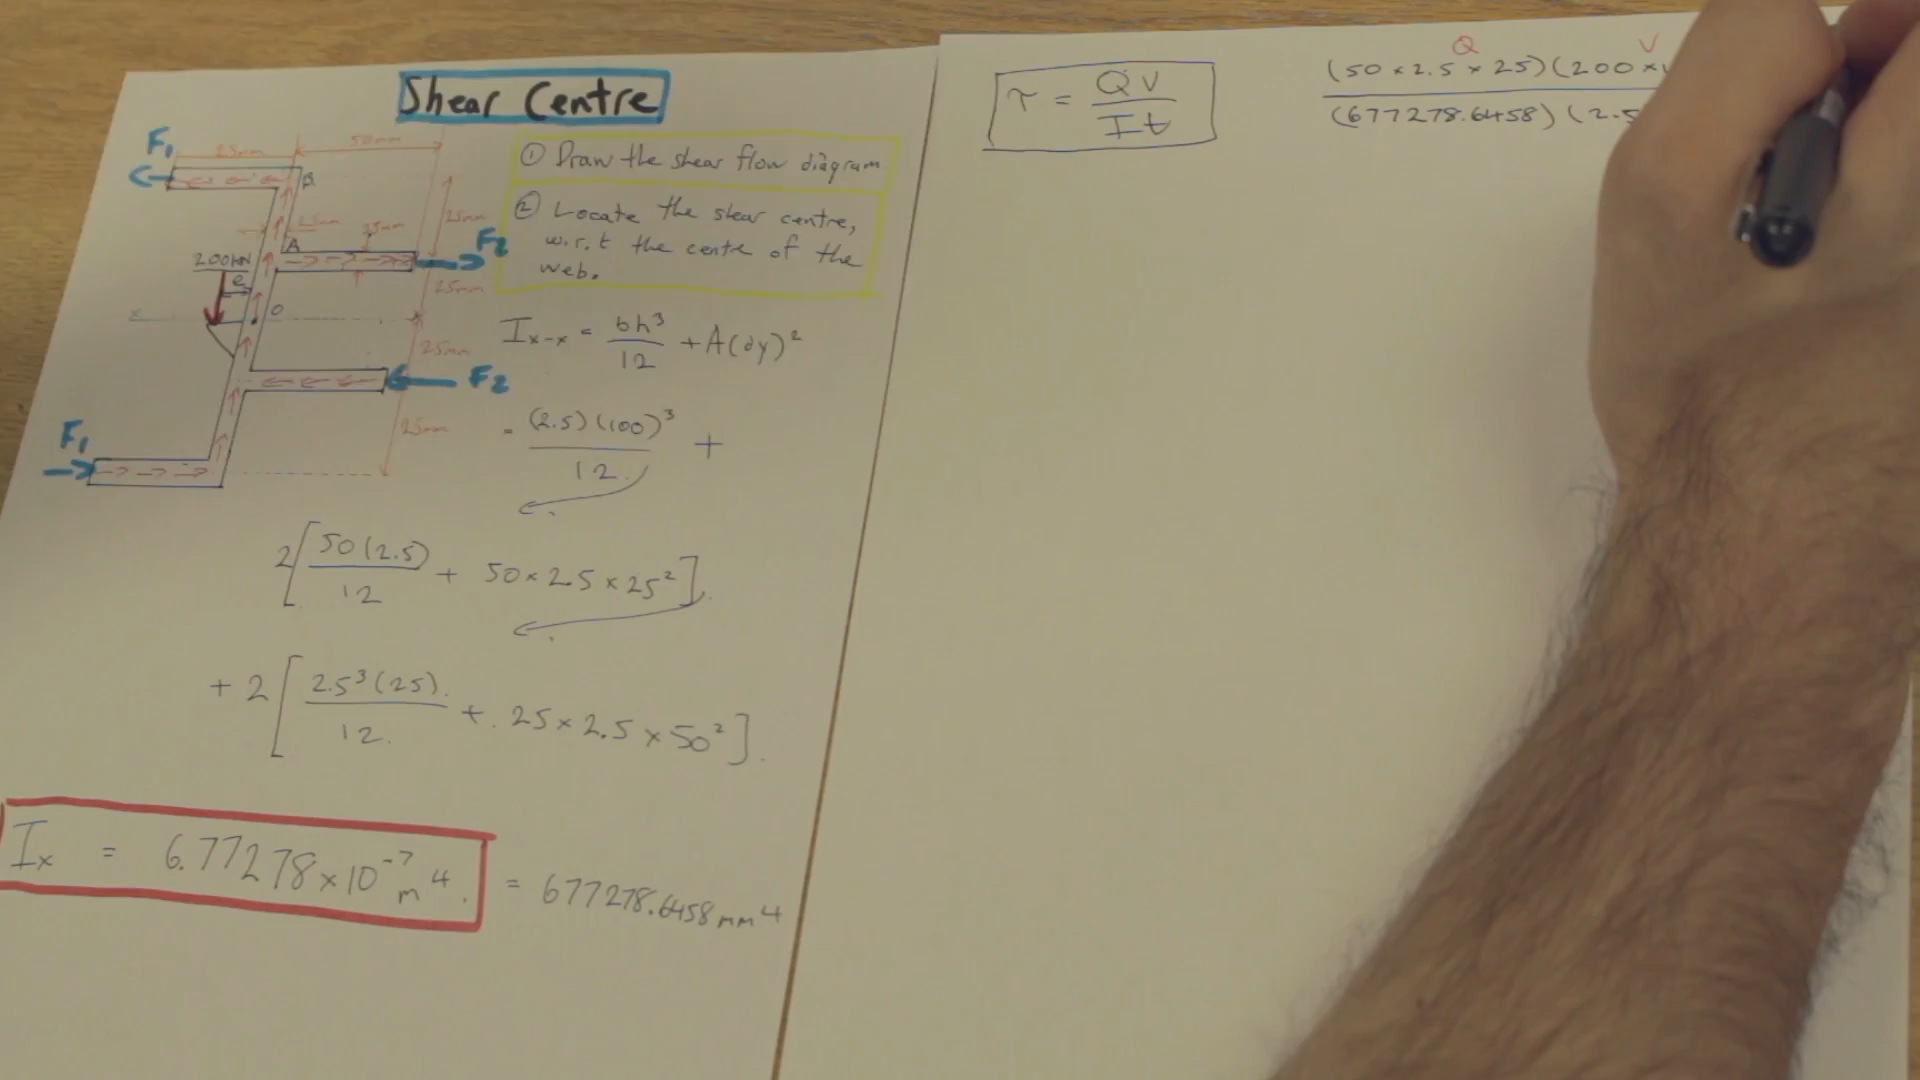 Shear Centre
F₁
25mm
50mm
B
25mm
25mm
25mm
A
F₂
200kN
e
25mm
x
O
25mm
F₂
25mm
F₁
① Draw the shear flow diagram
② Locate the shear centre,
w.r.t the centre of the
web.
Ix-x = bh³/12 + A(dy)²
= (2.5)(100)³/12 +
2[50(2.5)/12 + 50×2.5×25²].
+ 2[2.5³(25)/12 + 25×2.5×50²].
Ix = 6.77278×10⁻⁷ m⁴. = 677278.6458mm⁴
τ = QV/It
Q V
(50×2.5×25)(200×
(677278.6458)(2.5